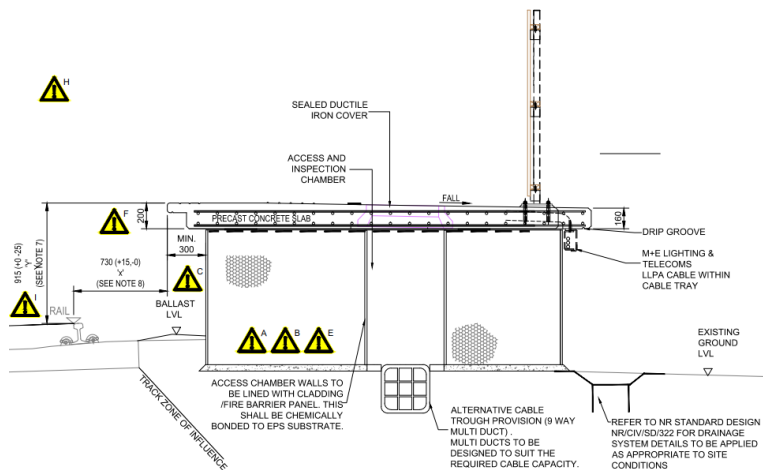 H
SEALED DUCTILE
IRON COVER
ACCESS AND
INSPECTION
CHAMBER
FALL
PRECAST CONCRETE SLAB
200
160
F
915 (+0 -25)
'Y'
(SEE NOTE 7)
730 (+15,-0)
'x'
(SEE NOTE 8)
MIN.
300
C
I
RAIL
BALLAST
LVL
DRIP GROOVE
M+E LIGHTING &
TELECOMS
LLPA CABLE WITHIN
CABLE TRAY
A
B
E
EXISTING
GROUND
LVL
TRACK ZONE OF INFLUENCE
ACCESS CHAMBER WALLS TO
BE LINED WITH CLADDING
/FIRE BARRIER PANEL. THIS
SHALL BE CHEMICALLY
BONDED TO EPS SUBSTRATE.
ALTERNATIVE CABLE
TROUGH PROVISION (9 WAY
MULTI DUCT) .
MULTI DUCTS TO BE
DESIGNED TO SUIT THE
REQUIRED CABLE CAPACITY.
REFER TO NR STANDARD DESIGN
NR/CIV/SD/322 FOR DRAINAGE
SYSTEM DETAILS TO BE APPLIED
AS APPROPRIATE TO SITE
CONDITIONS